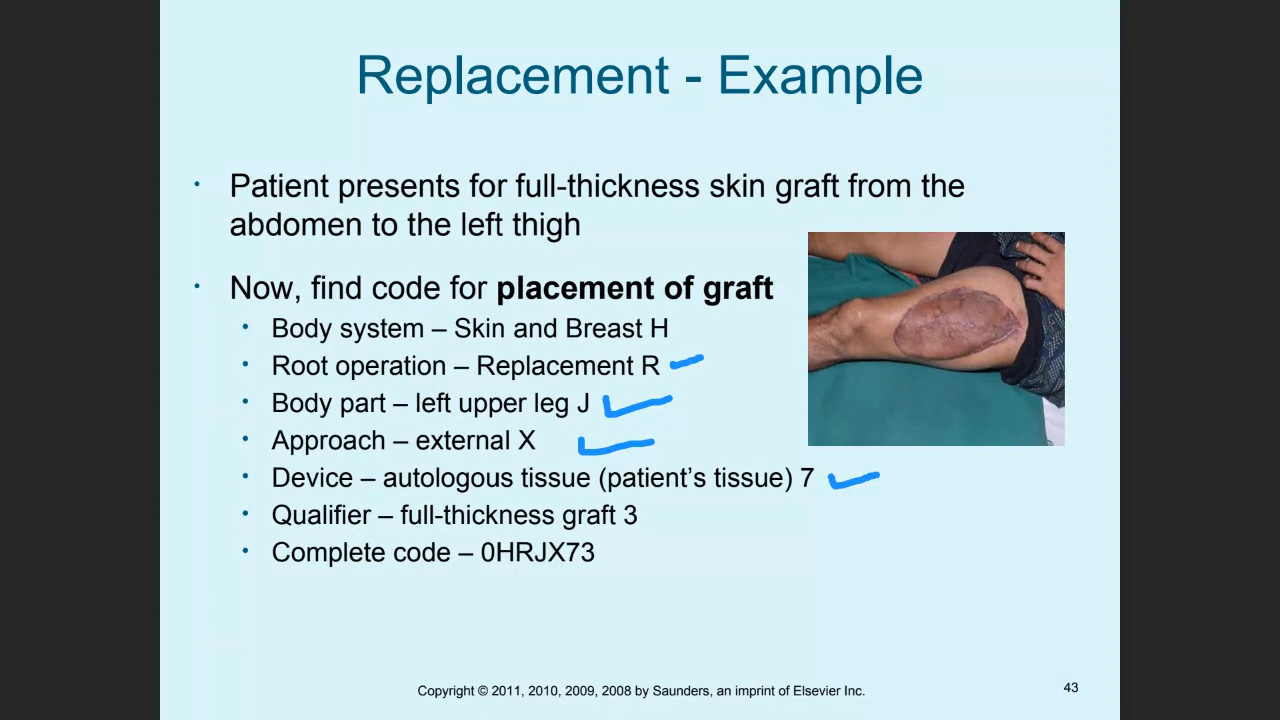 Replacement - Example
• Patient presents for full-thickness skin graft from the
abdomen to the left thigh
• Now, find code for placement of graft
• Body system – Skin and Breast H
• Root operation – Replacement R
• Body part – left upper leg J
• Approach – external X
• Device – autologous tissue (patient’s tissue) 7
• Qualifier – full-thickness graft 3
• Complete code – 0HRJX73
Copyright © 2011, 2010, 2009, 2008 by Saunders, an imprint of Elsevier Inc.
43